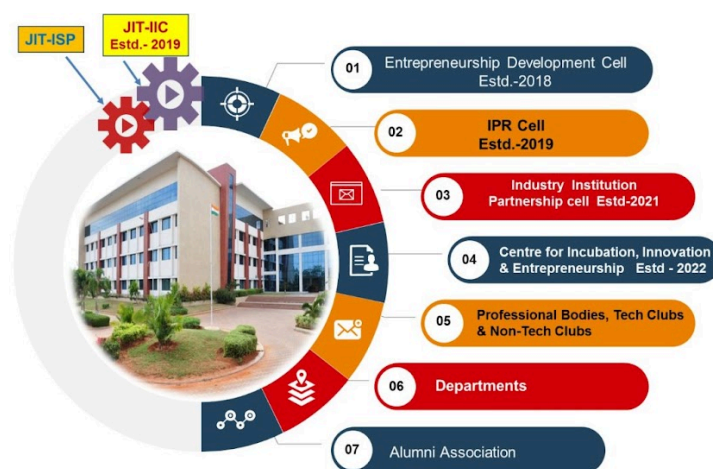 JIT-ISP
JIT-IIC
Estd.- 2019
01
Entrepreneurship Development Cell
Estd.-2018
02
IPR Cell
Estd.-2019
03
Industry Institution
Partnership cell Estd-2021
04
Centre for Incubation, Innovation
& Entrepreneurship Estd - 2022
05
Professional Bodies, Tech Clubs
& Non-Tech Clubs
06
Departments
07
Alumni Association